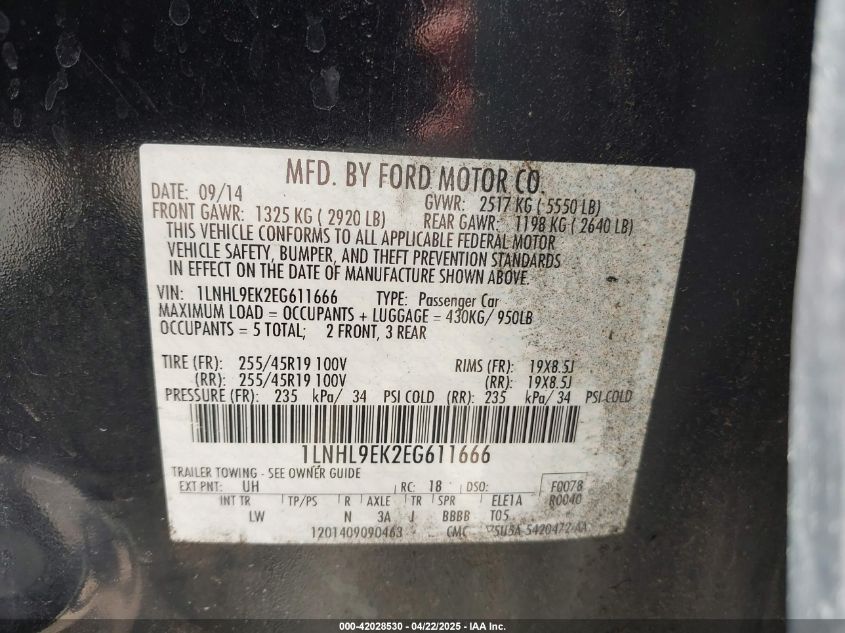 MFD. BY FORD MOTOR CO.
DATE: 09/14 GVWR: 2517 KG ( 5550 LB)
FRONT GAWR: 1325 KG ( 2920 LB) REAR GAWR: 1198 KG ( 2640 LB)
THIS VEHICLE CONFORMS TO ALL APPLICABLE FEDERAL MOTOR
VEHICLE SAFETY, BUMPER, AND THEFT PREVENTION STANDARDS
IN EFFECT ON THE DATE OF MANUFACTURE SHOWN ABOVE.
VIN: 1LNHL9EK2EG611666 TYPE: Passenger Car
MAXIMUM LOAD = OCCUPANTS + LUGGAGE = 430KG/ 950LB
OCCUPANTS = 5 TOTAL; 2 FRONT, 3 REAR
TIRE (FR): 255/45R19 100V RIMS (FR): 19X8.5J
(RR): 255/45R19 100V (RR): 19X8.5J
PRESSURE (FR): 235 kPa/ 34 PSI COLD (RR): 235 kPa/ 34 PSI COLD
1LNHL9EK2EG611666
TRAILER TOWING - SEE OWNER GUIDE
EXT PNT: UH RC: 18 DSO: F0078
INT TR TP/PS R AXLE TR SPR ELE1A R0040
LW N 3A J BBBB T05
1201409090463 CMC 5U5A-5420472-AA
000-42028530 - 04/22/2025 - IAA Inc.